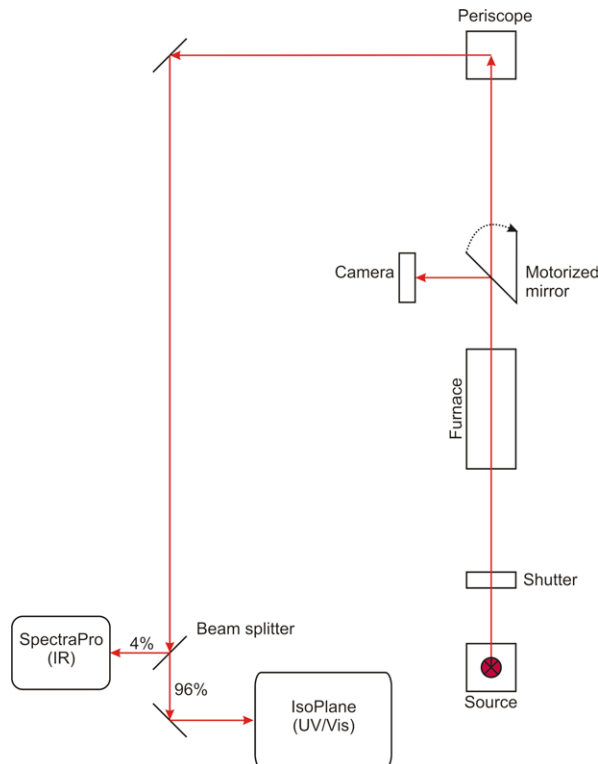 Periscope
Camera
Motorized
mirror
Furnace
Shutter
Beam splitter
SpectraPro
(IR)
4%
96%
IsoPlane
(UV/Vis)
Source